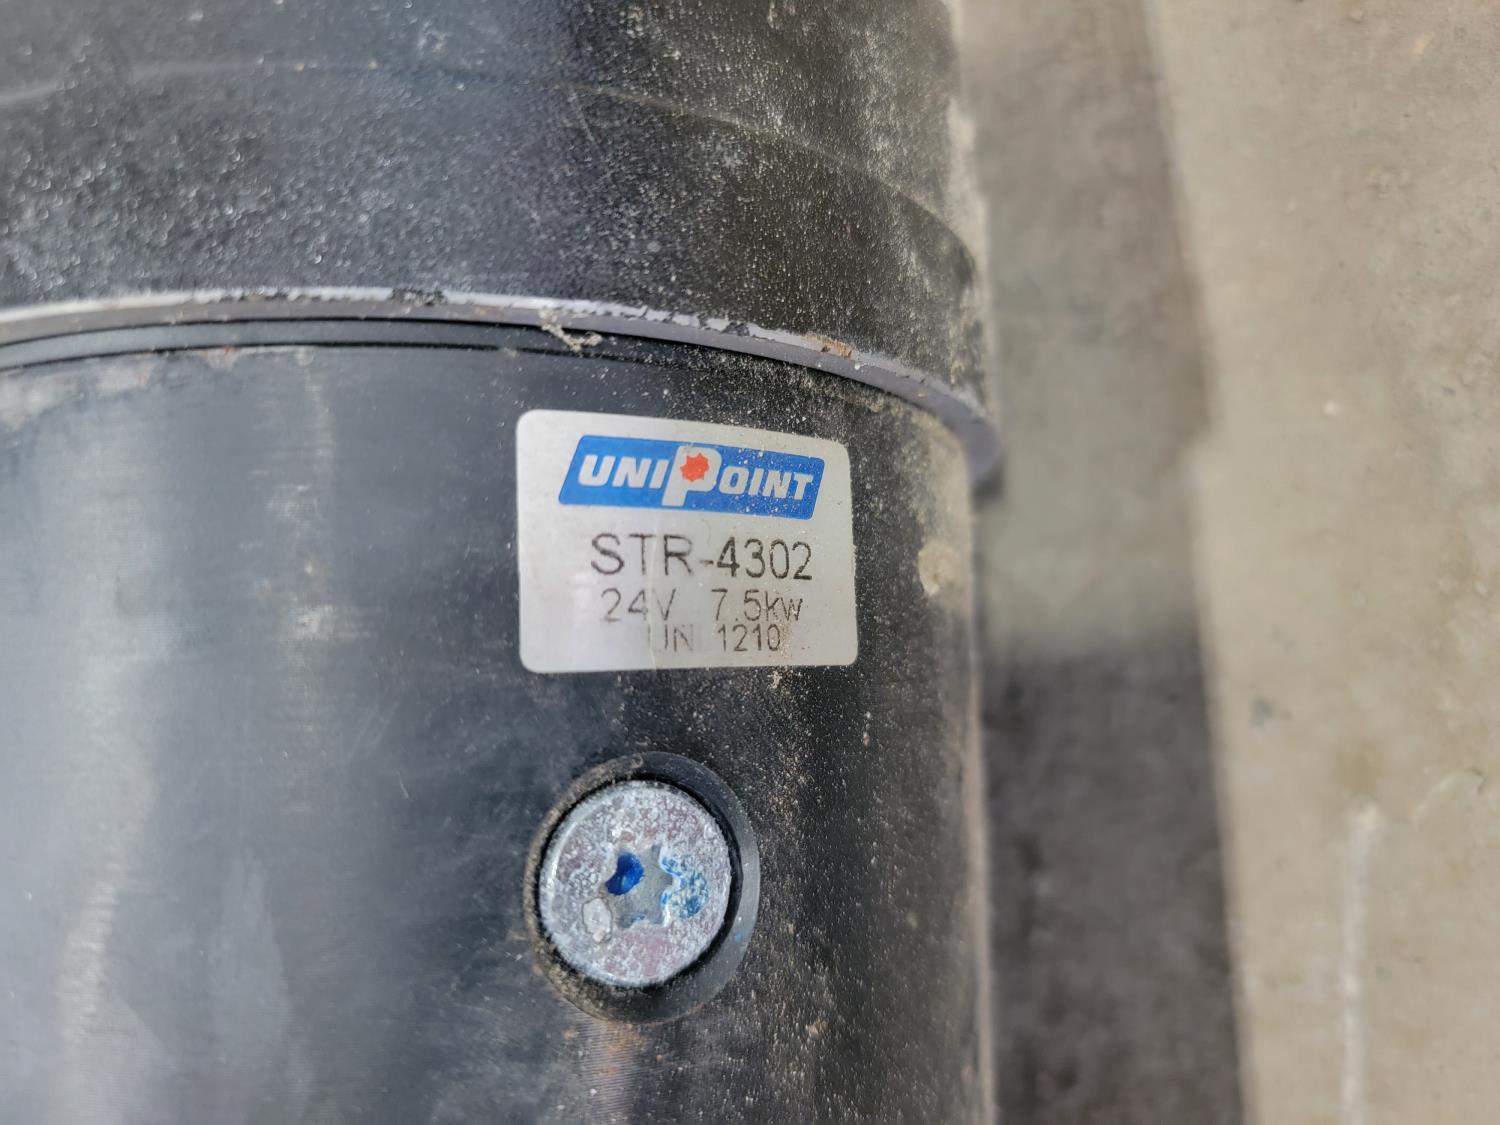 UNIPOINT
STR-4302
24V 7.5kw
UNI 1210